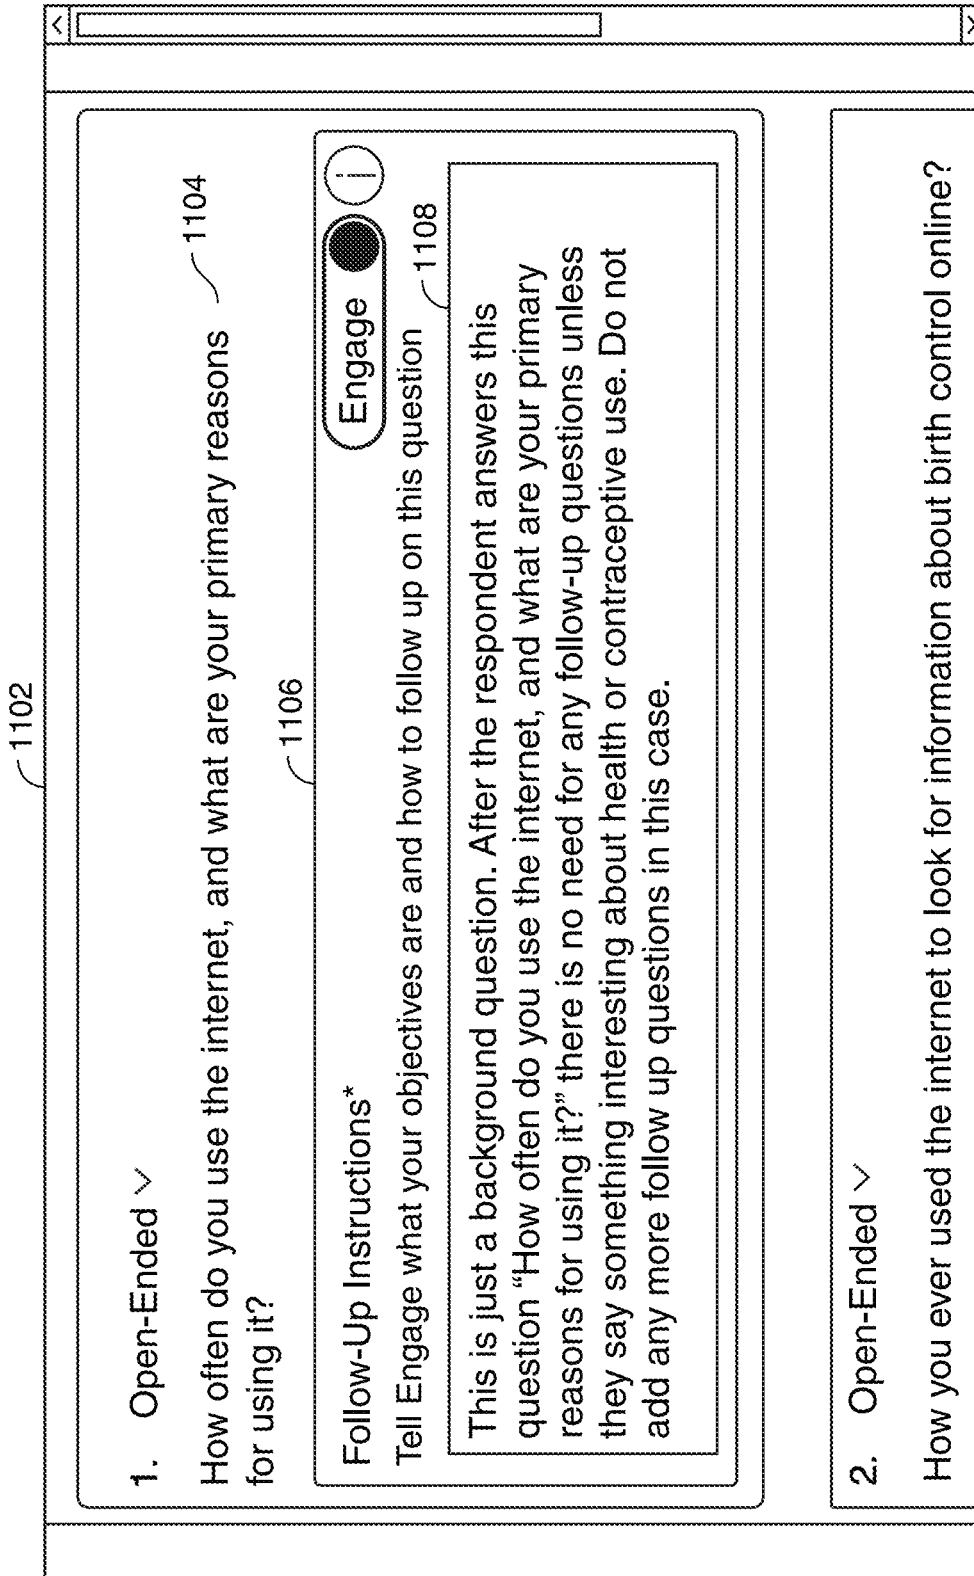 1102
1. Open-Ended
How often do you use the internet, and what are your primary reasons
for using it?
1104
1106
Follow-Up Instructions*
Engage i
Tell Engage what your objectives are and how to follow up on this question
1108
This is just a background question. After the respondent answers this
question “How often do you use the internet, and what are your primary
reasons for using it?” there is no need for any follow-up questions unless
they say something interesting about health or contraceptive use. Do not
add any more follow up questions in this case.
2. Open-Ended
How you ever used the internet to look for information about birth control online?